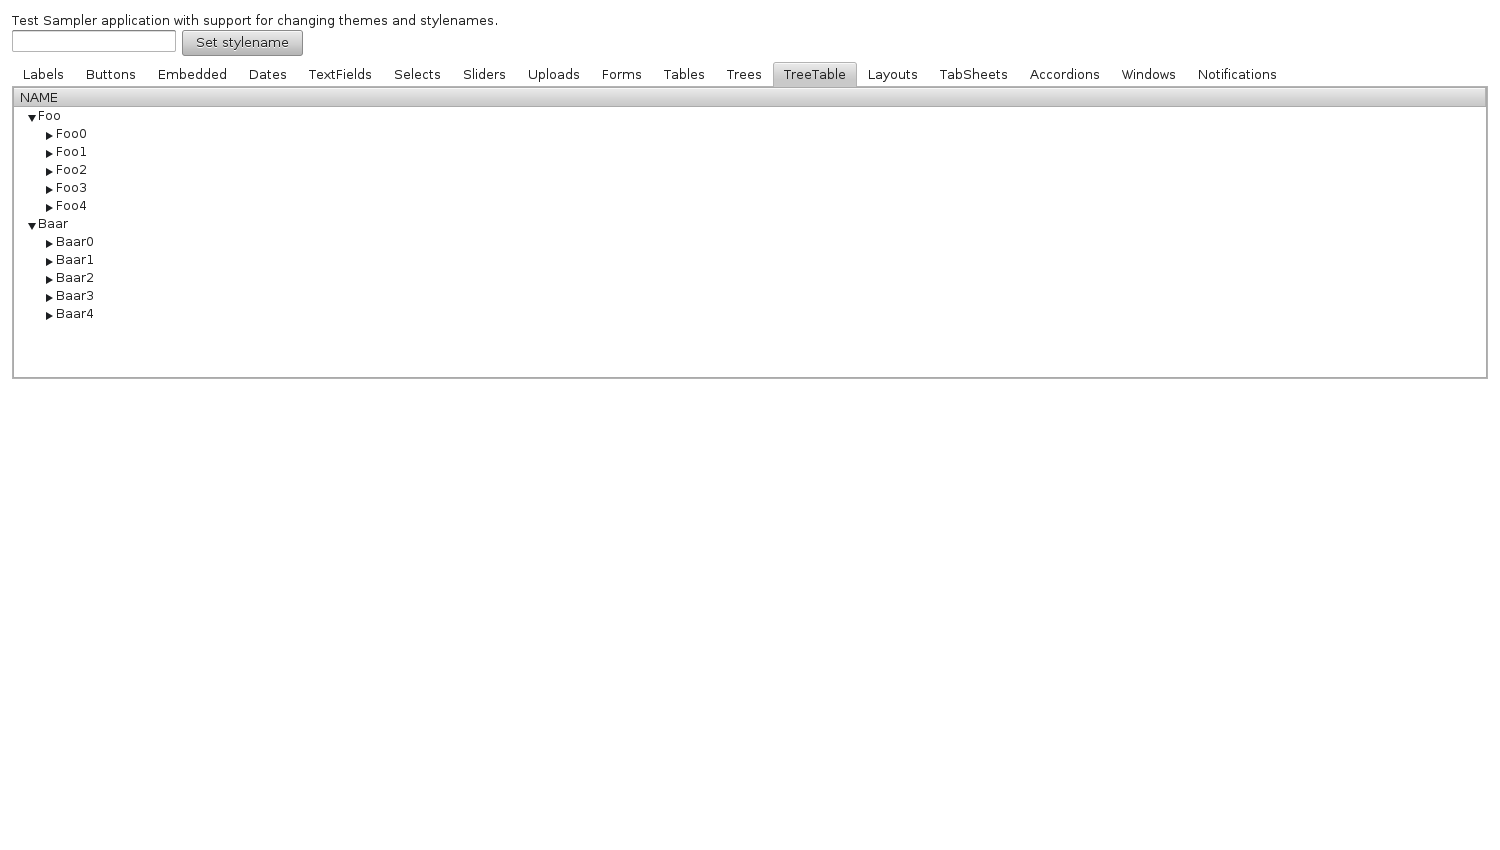 Test Sampler application with support for changing themes and stylenames.
Set stylename
Labels Buttons Embedded Dates TextFields Selects Sliders Uploads Forms Tables Trees TreeTable Layouts TabSheets Accordions Windows Notifications
NAME
Foo
Foo0
Foo1
Foo2
Foo3
Foo4
Baar
Baar0
Baar1
Baar2
Baar3
Baar4